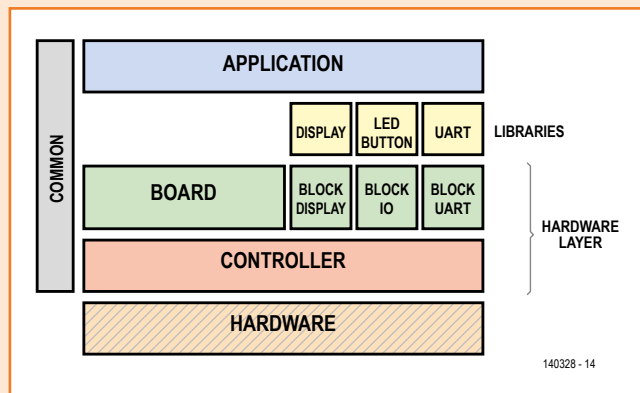 COMMON
APPLICATION
DISPLAY
LED
BUTTON
UART
LIBRARIES
BOARD
BLOCK
DISPLAY
BLOCK
IO
BLOCK
UART
HARDWARE
LAYER
CONTROLLER
HARDWARE
140328 - 14